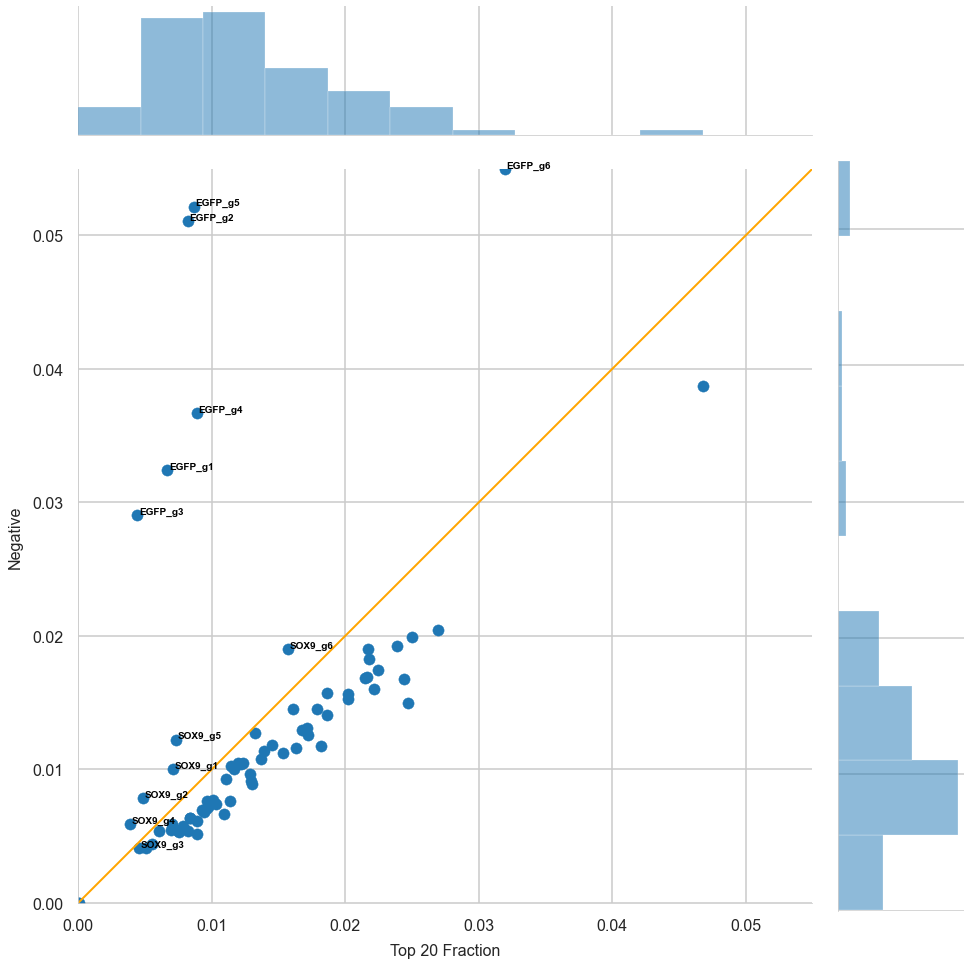 EGFP_g6
EGFP_g5
EGFP_g2
0.05
0.04
EGFP_g4
EGFP_g1
EGFP_g3
0.03
Negative
0.02
SOX9_g6
SOX9_g5
SOX9_g1
0.01
SOX9_g2
SOX9_g4
SOX9_g3
0.00
0.00 0.01 0.02 0.03 0.04 0.05
Top 20 Fraction